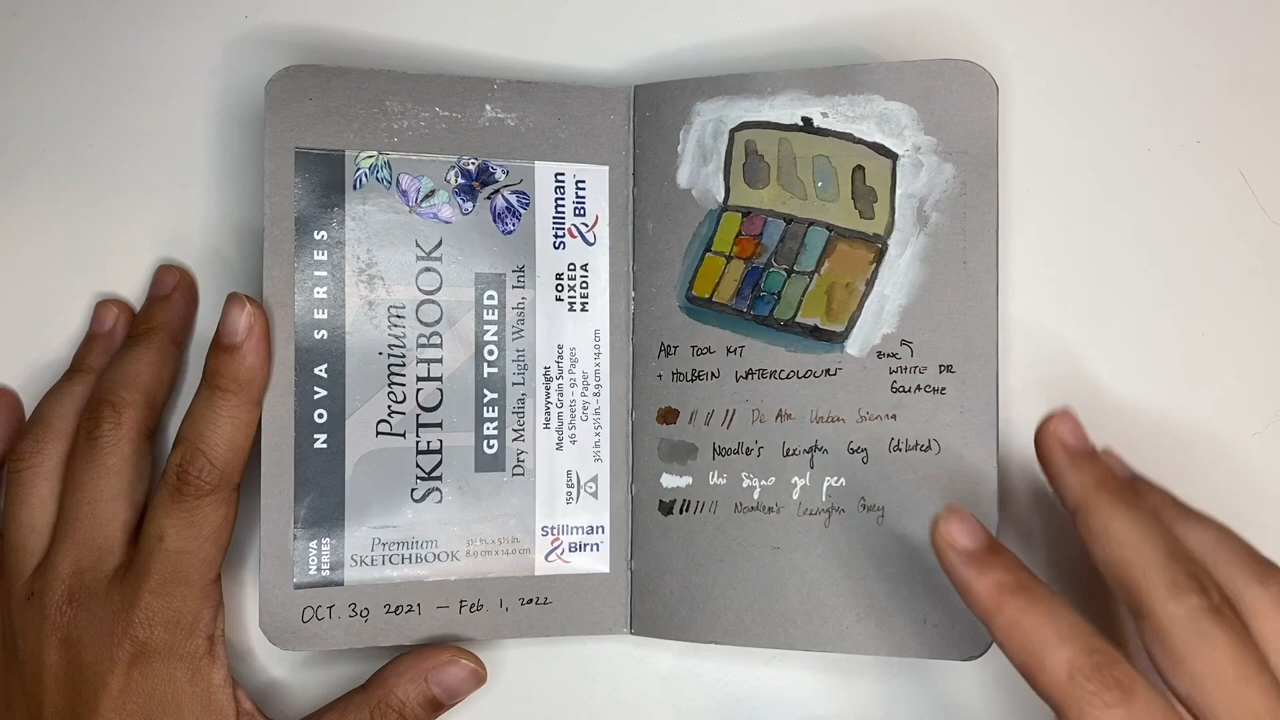 NOVA SERIES
Premium
SKETCHBOOK
GREY TONED
Dry Media, Light Wash, Ink
Stillman
& Birn™
FOR
MIXED
MEDIA
Heavyweight
Medium Grain Surface
46 Sheets – 92 Pages
Grey Paper
3½ in. x 5½ in. – 8.9 cm x 14.0 cm
150 gsm
NOVA
SERIES
Premium
SKETCHBOOK
3½ in. x 5½ in.
8.9 cm x 14.0 cm
Stillman
& Birn™
OCT. 30, 2021 — Feb. 1, 2022
ART TOOL KIT
+ HOLBEIN WATERCOLOURS
ZINC
WHITE DR
GOUACHE
De Atr Urban Sienna
Noodler's Lexington Grey (diluted)
Uni Signo gel pen
Noodler's Lexington Grey